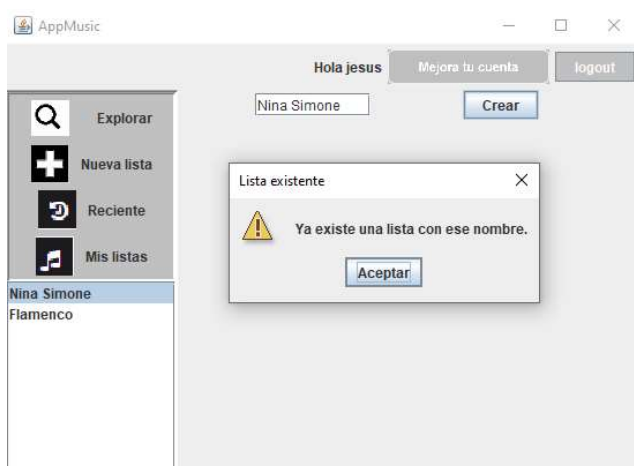 AppMusic
Hola jesus
Mejora tu cuenta
logout
Nina Simone
Crear
Explorar
Nueva lista
Reciente
Mis listas
Nina Simone
Flamenco
Lista existente
Ya existe una lista con ese nombre.
Aceptar